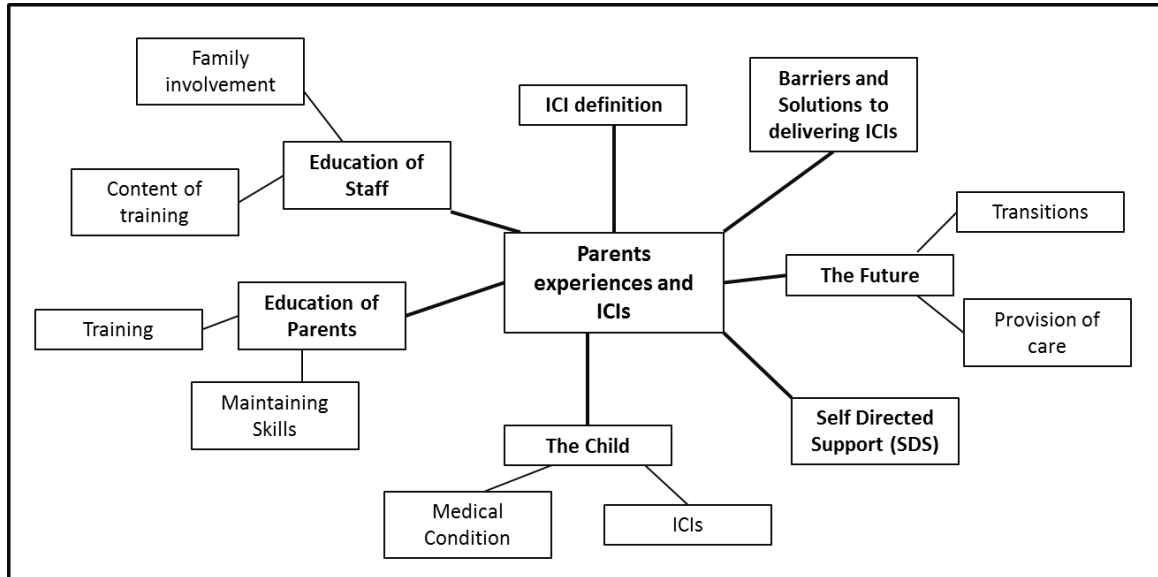 Family
involvement
ICI definition
Barriers and
Solutions to
delivering ICIs
Education of
Staff
Content of
training
Transitions
Parents
experiences and
ICIs
The Future
Education of
Parents
Training
Provision of
care
Maintaining
Skills
Self Directed
Support (SDS)
The Child
Medical
Condition
ICIs